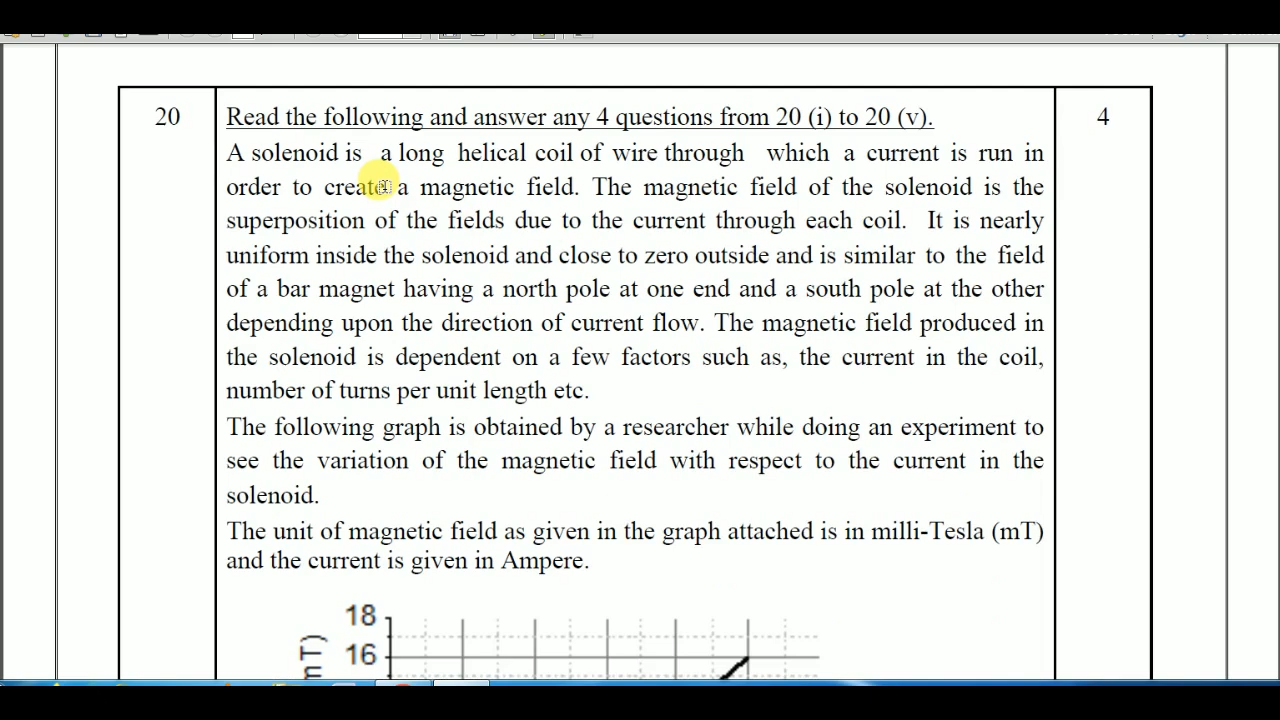 20
Read the following and answer any 4 questions from 20 (i) to 20 (v).
4
A solenoid is a long helical coil of wire through which a current is run in
order to create a magnetic field. The magnetic field of the solenoid is the
superposition of the fields due to the current through each coil. It is nearly
uniform inside the solenoid and close to zero outside and is similar to the field
of a bar magnet having a north pole at one end and a south pole at the other
depending upon the direction of current flow. The magnetic field produced in
the solenoid is dependent on a few factors such as, the current in the coil,
number of turns per unit length etc.
The following graph is obtained by a researcher while doing an experiment to
see the variation of the magnetic field with respect to the current in the
solenoid.
The unit of magnetic field as given in the graph attached is in milli-Tesla (mT)
and the current is given in Ampere.
18
16
mT)